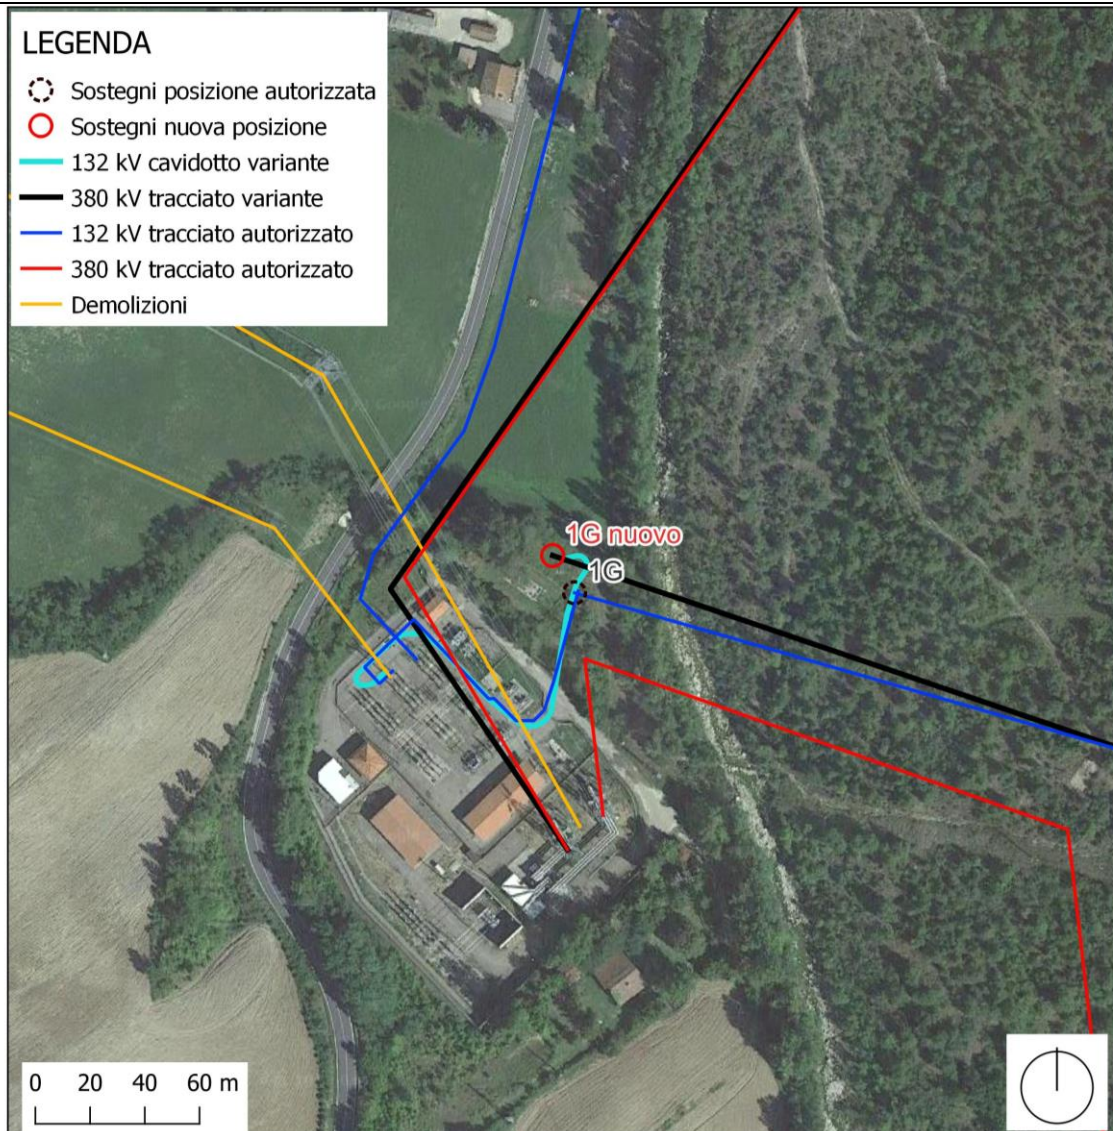 LEGENDA
Sostegni posizione autorizzata
Sostegni nuova posizione
132 kV cavidotto variante
380 kV tracciato variante
132 kV tracciato autorizzato
380 kV tracciato autorizzato
Demolizioni
1G nuovo
1G
0 20 40 60 m